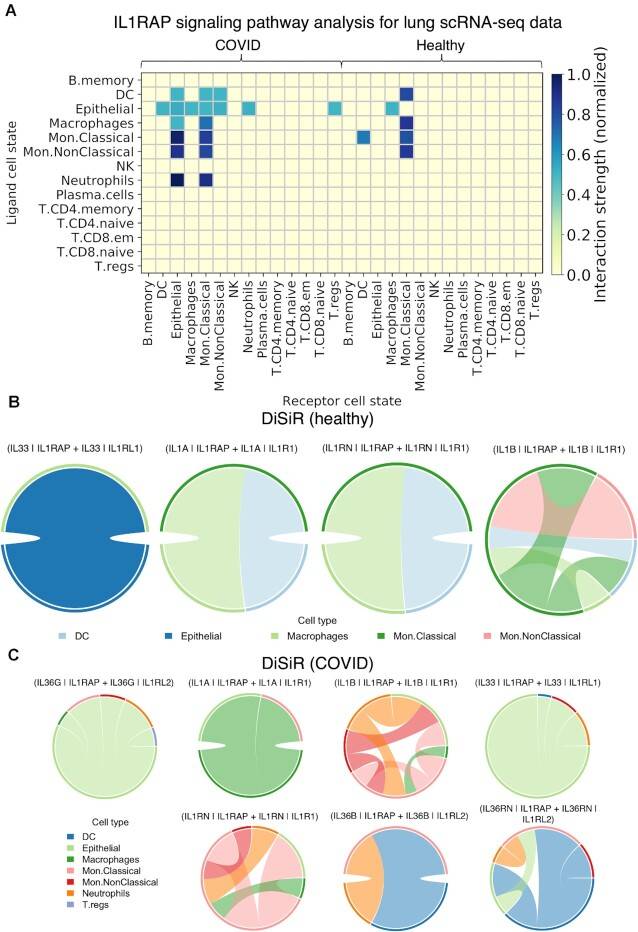 A
IL1RAP signaling pathway analysis for lung scRNA-seq data
COVID
Healthy
B.memory
DC
Epithelial
Macrophages
Mon.Classical
Mon.NonClassical
NK
Neutrophils
Plasma.cells
T.CD4.memory
T.CD4.naive
T.CD8.em
T.CD8.naive
T.regs
Ligand cell state
1.0
0.8
0.6
0.4
0.2
0.0
Interaction strength (normalized)
B.memory
DC
Epithelial
Macrophages
Mon.Classical
Mon.NonClassical
NK
Neutrophils
Plasma.cells
T.CD4.memory
T.CD4.naive
T.CD8.em
T.CD8.naive
T.regs
B.memory
DC
Epithelial
Macrophages
Mon.Classical
Mon.NonClassical
NK
Neutrophils
Plasma.cells
T.CD4.memory
T.CD4.naive
T.CD8.em
T.CD8.naive
T.regs
Receptor cell state
B
DiSiR (healthy)
(IL33 | IL1RAP + IL33 | IL1RL1)
(IL1A | IL1RAP + IL1A | IL1R1)
(IL1RN | IL1RAP + IL1RN | IL1R1)
(IL1B | IL1RAP + IL1B | IL1R1)
Cell type
DC
Epithelial
Macrophages
Mon.Classical
Mon.NonClassical
C
DiSiR (COVID)
(IL36G | IL1RAP + IL36G | IL1RL2)
(IL1A | IL1RAP + IL1A | IL1R1)
(IL1B | IL1RAP + IL1B | IL1R1)
(IL33 | IL1RAP + IL33 | IL1RL1)
Cell type
DC
Epithelial
Macrophages
Mon.Classical
Mon.NonClassical
Neutrophils
T.regs
(IL1RN | IL1RAP + IL1RN | IL1R1)
(IL36B | IL1RAP + IL36B | IL1RL2)
(IL36RN | IL1RAP + IL36RN |
IL1RL2)